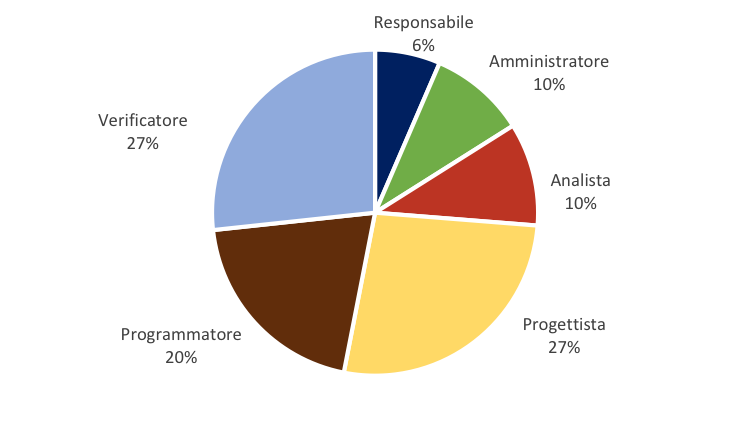 Responsabile
6%
Amministratore
10%
Analista
10%
Progettista
27%
Programmatore
20%
Verificatore
27%